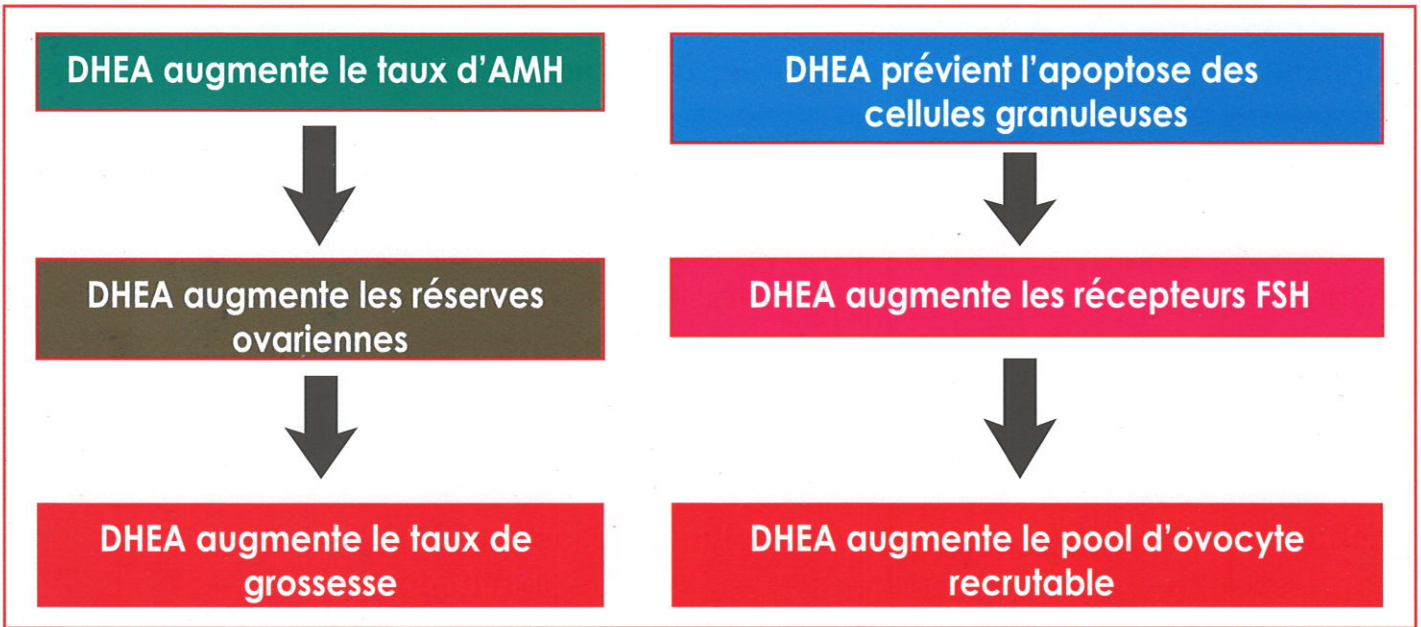 DHEA augmente le taux d'AMH
DHEA augmente les réserves
ovariennes
DHEA augmente le taux de
grossesse
DHEA prévient l'apoptose des
cellules granuleuses
DHEA augmente les récepteurs FSH
DHEA augmente le pool d'ovocyte
recrutable